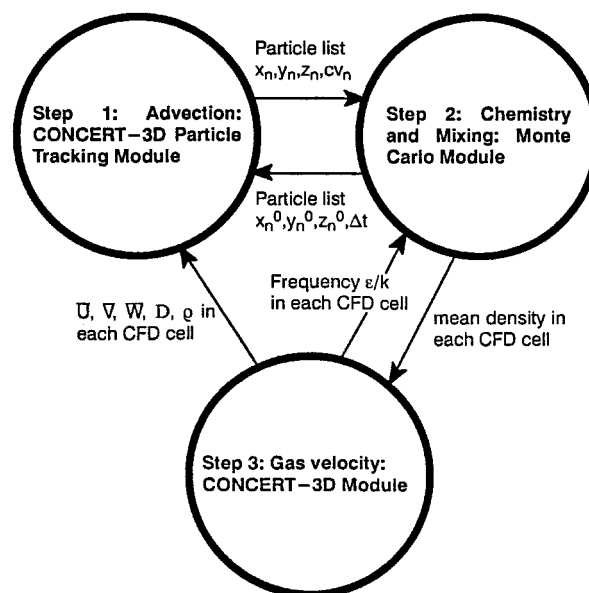 Particle list
xₙ,yₙ,zₙ,cvₙ
Step 1: Advection:
CONCERT−3D Particle
Tracking Module
Step 2: Chemistry
and Mixing: Monte
Carlo Module
Particle list
xₙ⁰,yₙ⁰,zₙ⁰,Δt
Frequency ε/k
in each CFD cell
U̅, V̅, W̅, D, ϱ in
each CFD cell
mean density in
each CFD cell
Step 3: Gas velocity:
CONCERT−3D Module